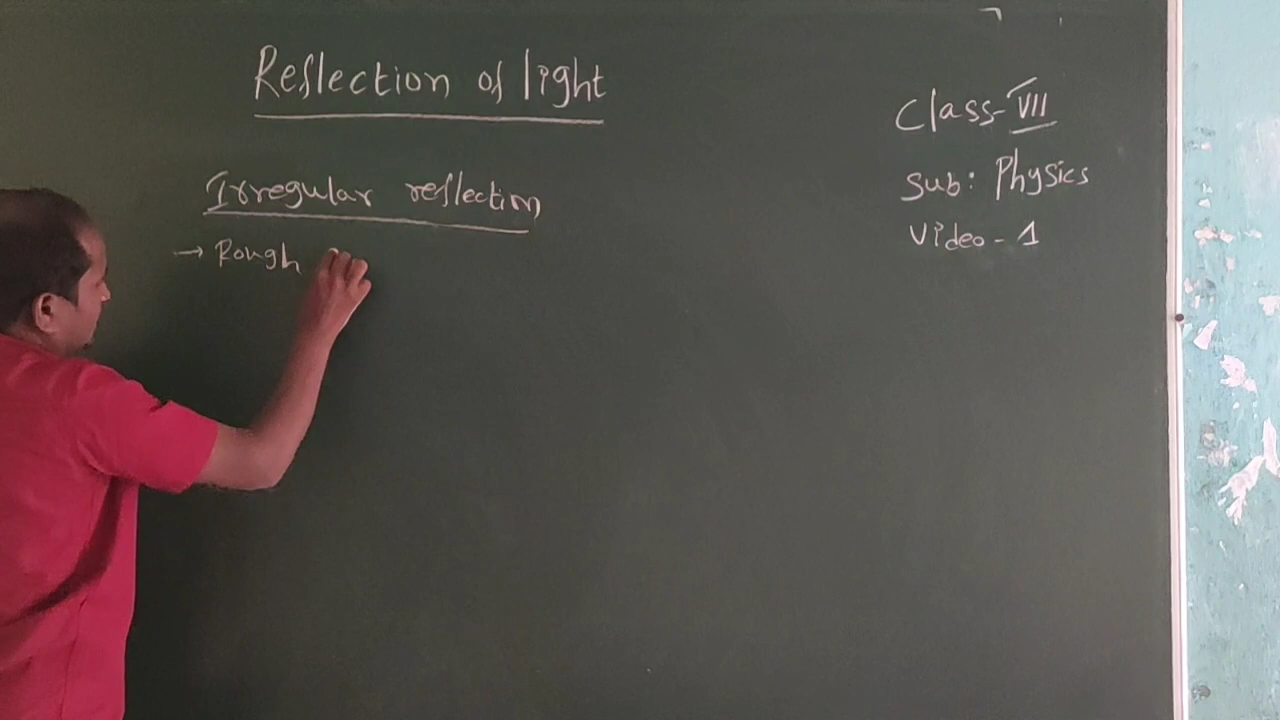 Reflection of light
Irregular reflection
→ Rough
Class-VII
Sub: Physics
Video - 1